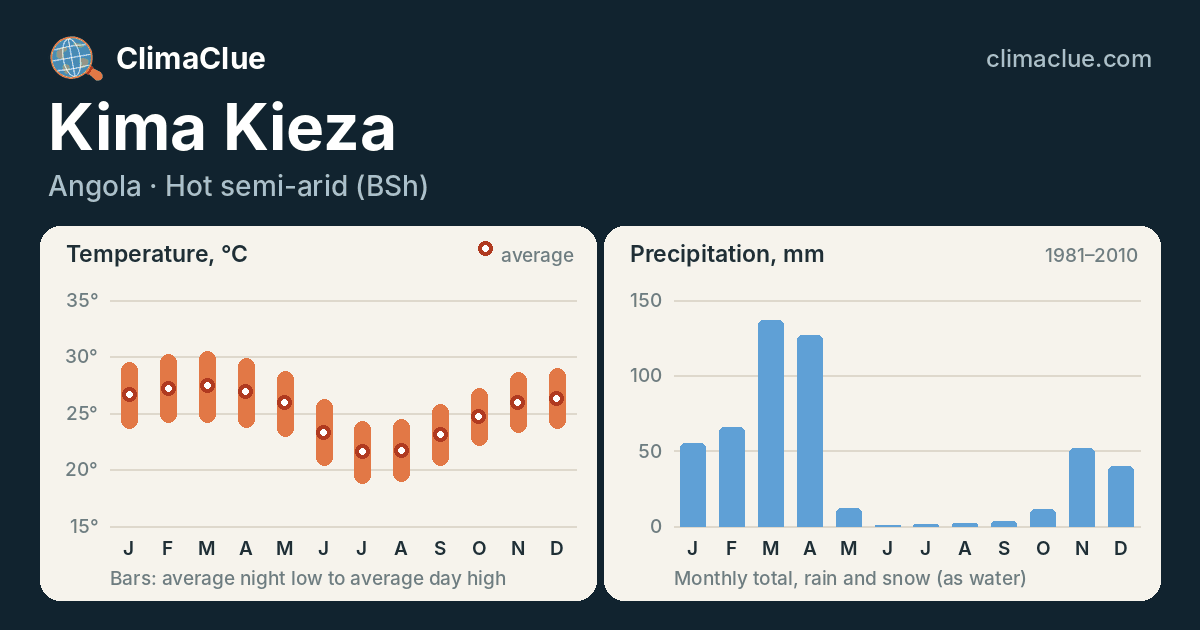 ClimaClue
climaclue.com
Kima Kieza
Angola · Hot semi-arid (BSh)
Temperature, °C
average
35°
30°
25°
20°
15°
J F M A M J J A S O N D
Bars: average night low to average day high
Precipitation, mm
1981–2010
150
100
50
0
J F M A M J J A S O N D
Monthly total, rain and snow (as water)